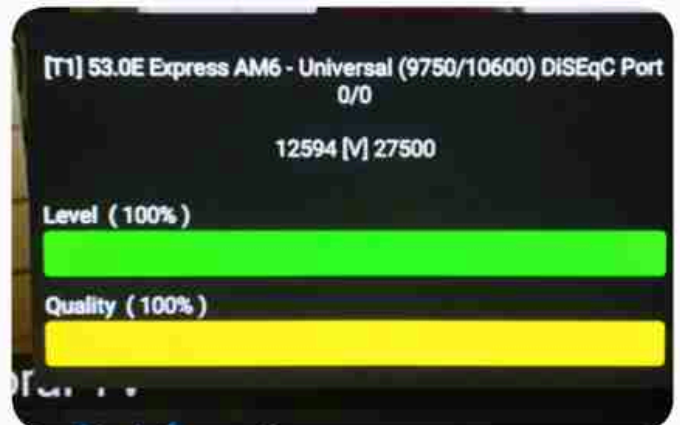 [T1] 53.0E Express AM6 - Universal (9750/10600) DiSEqC Port
0/0
12594 [V] 27500
Level ( 100% )
Quality ( 100% )